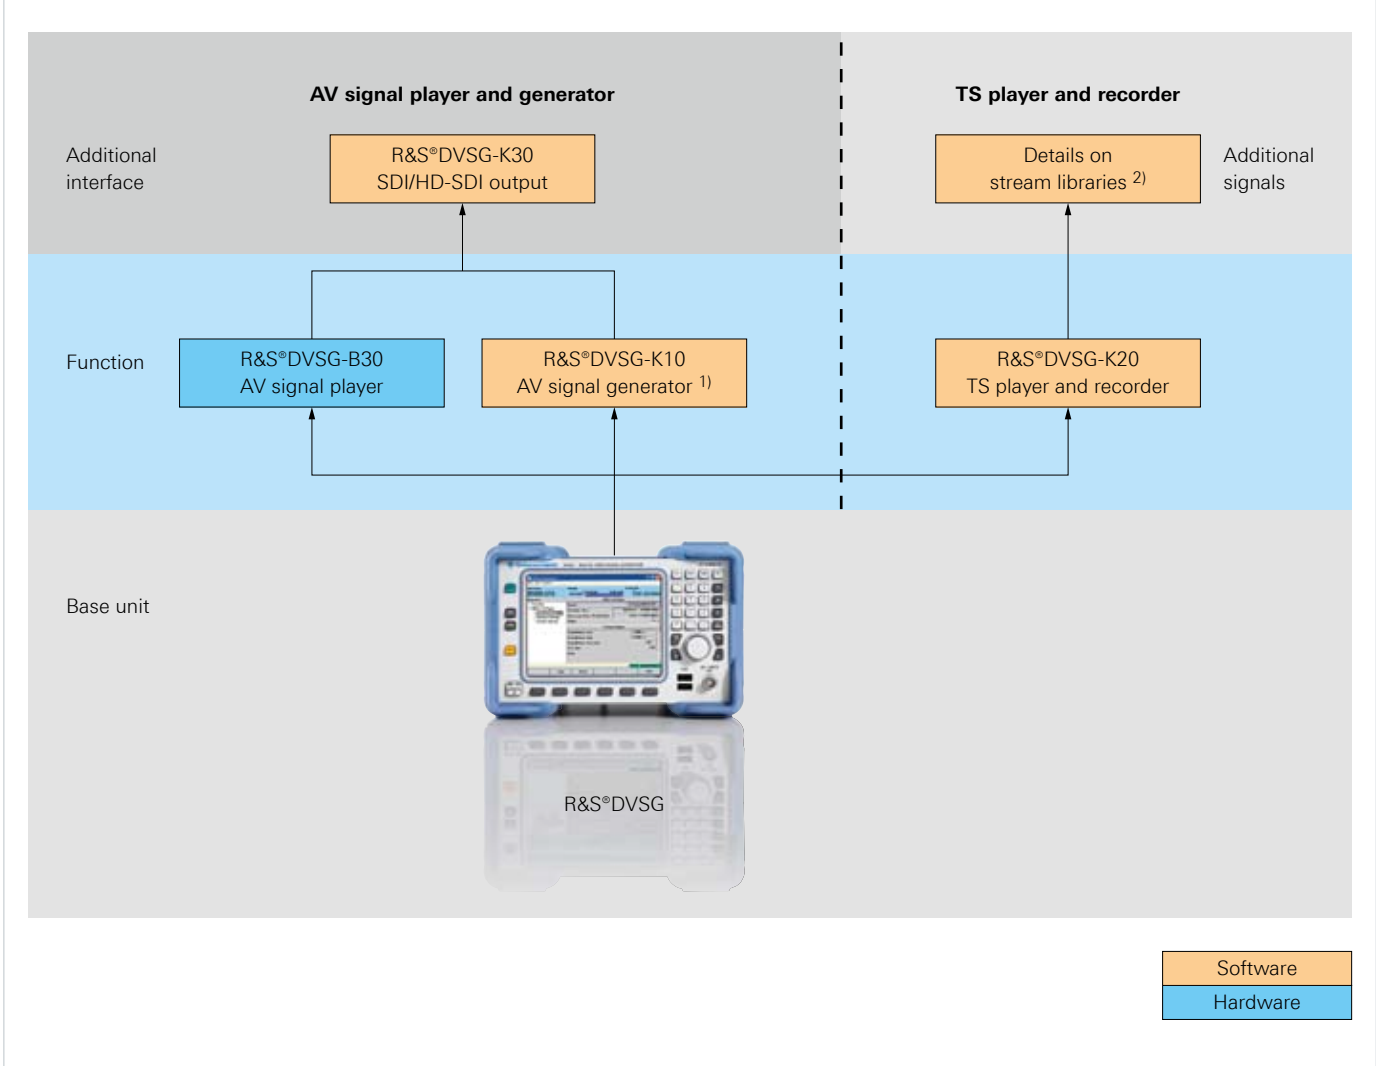 AV signal player and generator
TS player and recorder
Additional
interface
R&S®DVSG-K30
SDI/HD-SDI output
Details on
stream libraries 2)
Additional
signals
Function
R&S®DVSG-B30
AV signal player
R&S®DVSG-K10
AV signal generator 1)
R&S®DVSG-K20
TS player and recorder
Base unit
R&S®DVSG
Software
Hardware